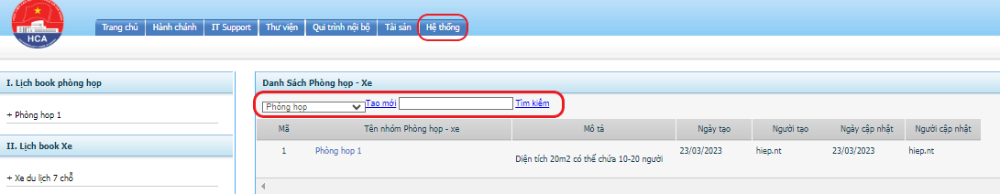 HCA
Trang chủ Hành chánh IT Support Thư viện Qui trình nội bộ Tài sản Hệ thống
I. Lịch book phòng họp
+ Phòng họp 1
II. Lịch book Xe
+ Xe du lịch 7 chỗ
Danh Sách Phòng họp - Xe
Phòng họp Tạo mới Tìm kiếm
Mã Tên nhóm Phòng họp - xe Mô tả Ngày tạo Người tạo Ngày cập nhật Người cập nhật
1 Phòng họp 1 Diện tích 20m2 có thể chứa 10-20 người 23/03/2023 hiep.nt 23/03/2023 hiep.nt